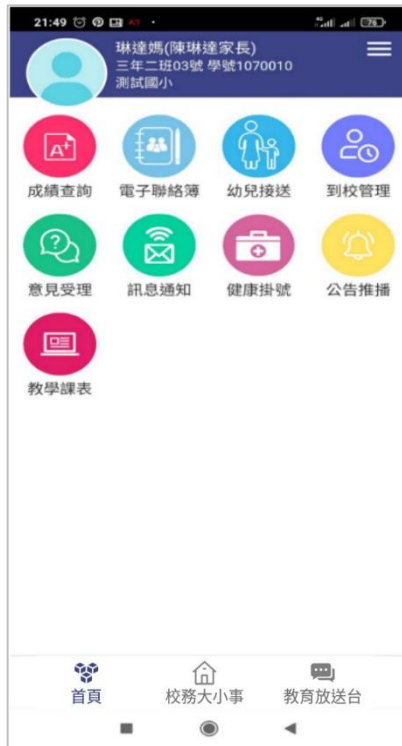 21:49
琳達媽(陳琳達家長)
三年二班03號 學號1070010
測試國小
A+
成績查詢 電子聯絡簿 幼兒接送 到校管理
意見受理 訊息通知 健康掛號 公告推播
教學課表
首頁 校務大小事 教育放送台